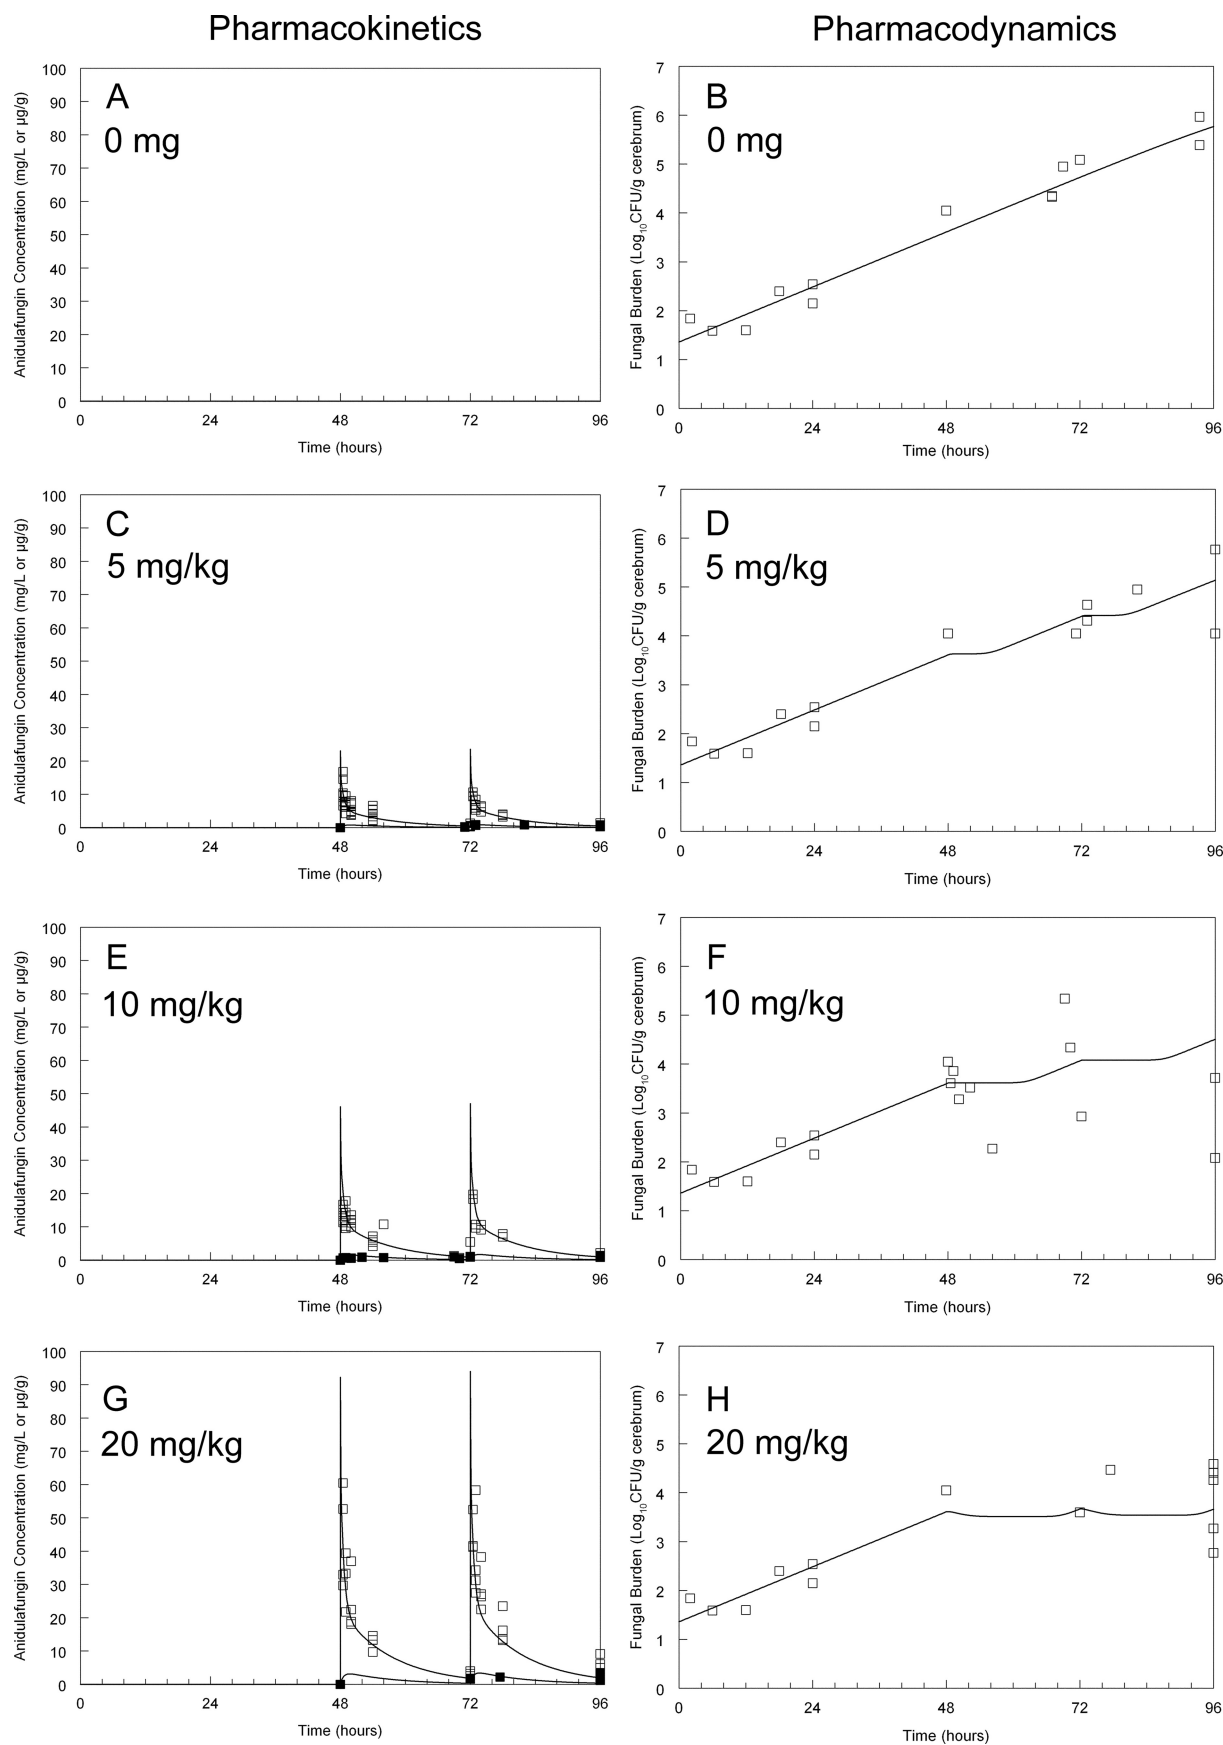 Pharmacokinetics
Pharmacodynamics
A
0 mg
Anidulafungin Concentration (mg/L or µg/g)
100
90
80
70
60
50
40
30
20
10
0
0 24 48 72 96
Time (hours)
B
0 mg
Fungal Burden (Log10CFU/g cerebrum)
7
6
5
4
3
2
1
0
0 24 48 72 96
Time (hours)
C
5 mg/kg
Anidulafungin Concentration (mg/L or µg/g)
100
90
80
70
60
50
40
30
20
10
0
0 24 48 72 96
Time (hours)
D
5 mg/kg
Fungal Burden (Log10CFU/g cerebrum)
7
6
5
4
3
2
1
0
0 24 48 72 96
Time (hours)
E
10 mg/kg
Anidulafungin Concentration (mg/L or µg/g)
100
90
80
70
60
50
40
30
20
10
0
0 24 48 72 96
Time (hours)
F
10 mg/kg
Fungal Burden (Log10CFU/g cerebrum)
7
6
5
4
3
2
1
0
0 24 48 72 96
Time (hours)
G
20 mg/kg
Anidulafungin Concentration (mg/L or µg/g)
100
90
80
70
60
50
40
30
20
10
0
0 24 48 72 96
Time (hours)
H
20 mg/kg
Fungal Burden (Log10CFU/g cerebrum)
7
6
5
4
3
2
1
0
0 24 48 72 96
Time (hours)